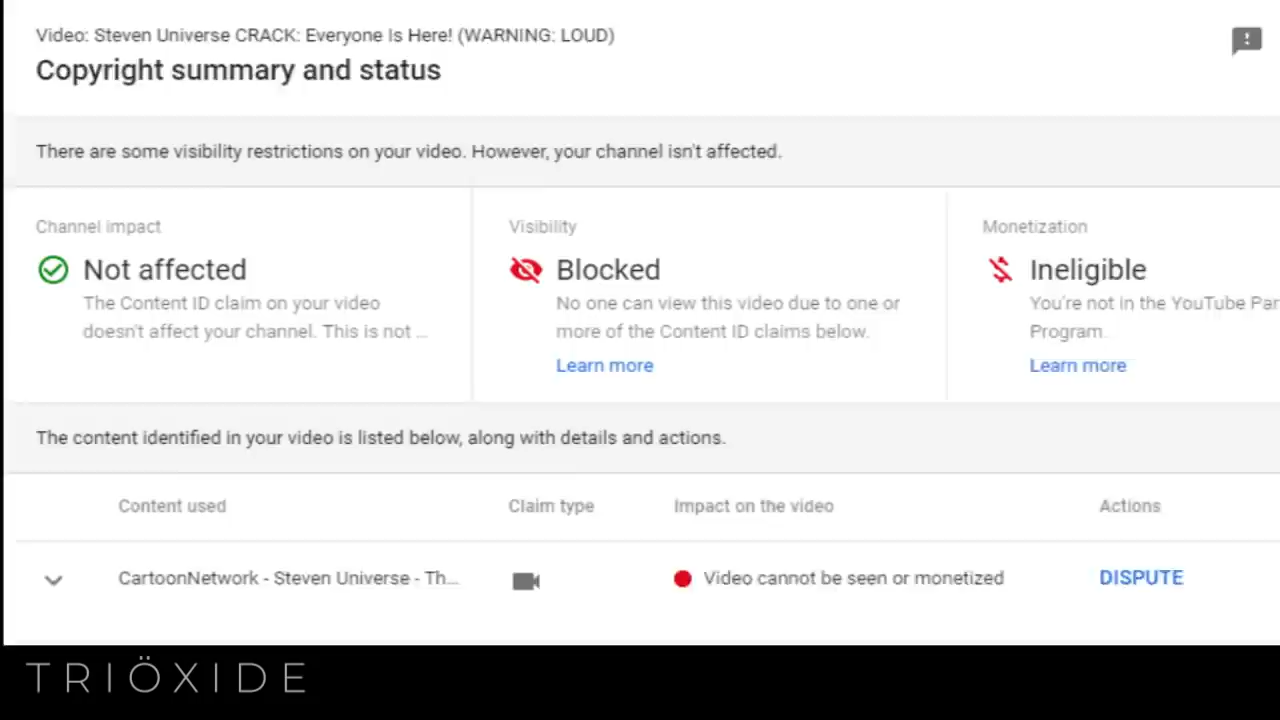 Video: Steven Universe CRACK: Everyone Is Here! (WARNING: LOUD)
Copyright summary and status
There are some visibility restrictions on your video. However, your channel isn't affected.
Channel impact
Not affected
The Content ID claim on your video
doesn't affect your channel. This is not ...
Visibility
Blocked
No one can view this video due to one or
more of the Content ID claims below.
Learn more
Monetization
Ineligible
You're not in the YouTube Par
Program.
Learn more
The content identified in your video is listed below, along with details and actions.
Content used Claim type Impact on the video Actions
CartoonNetwork - Steven Universe - Th... Video cannot be seen or monetized DISPUTE
TRIÖXIDE